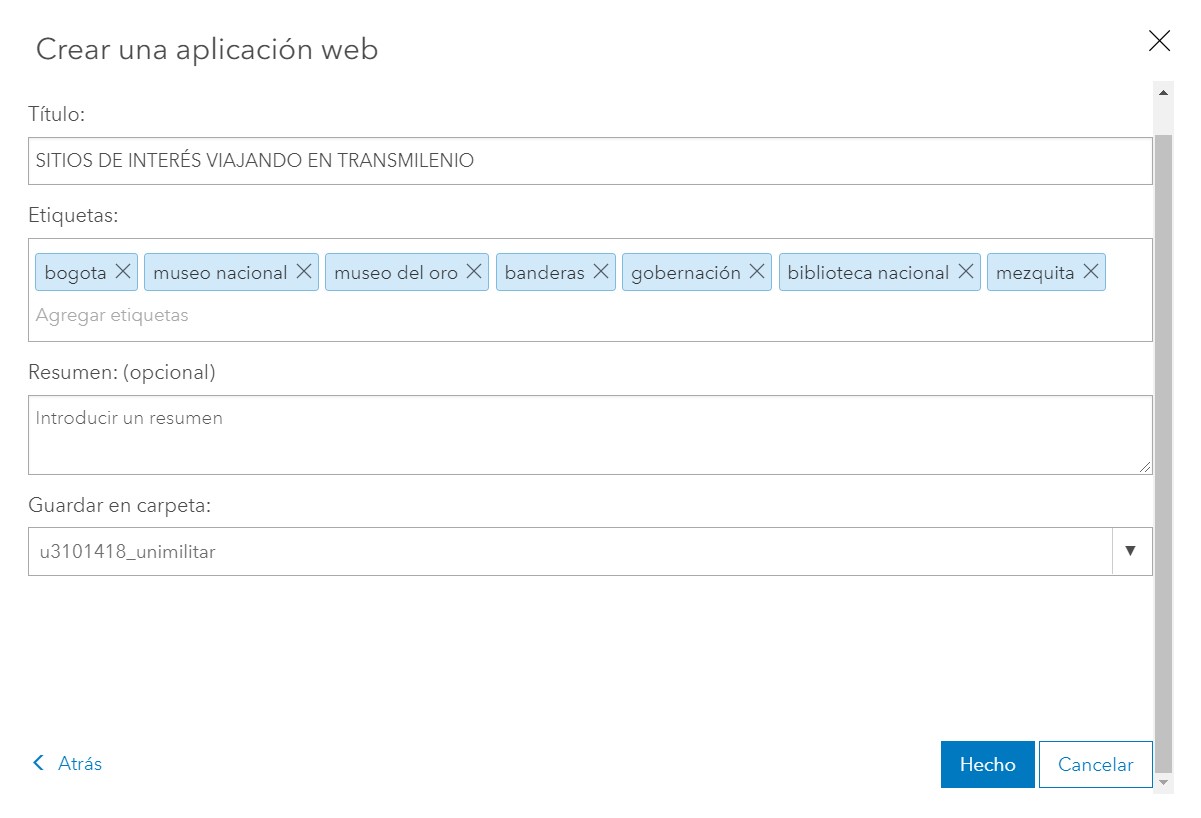 Crear una aplicación web
Título:
SITIOS DE INTERÉS VIAJANDO EN TRANSMILENIO
Etiquetas:
bogota museo nacional museo del oro banderas gobernación biblioteca nacional mezquita
Agregar etiquetas
Resumen: (opcional)
Introducir un resumen
Guardar en carpeta:
u3101418_unimilitar
Atrás Hecho Cancelar